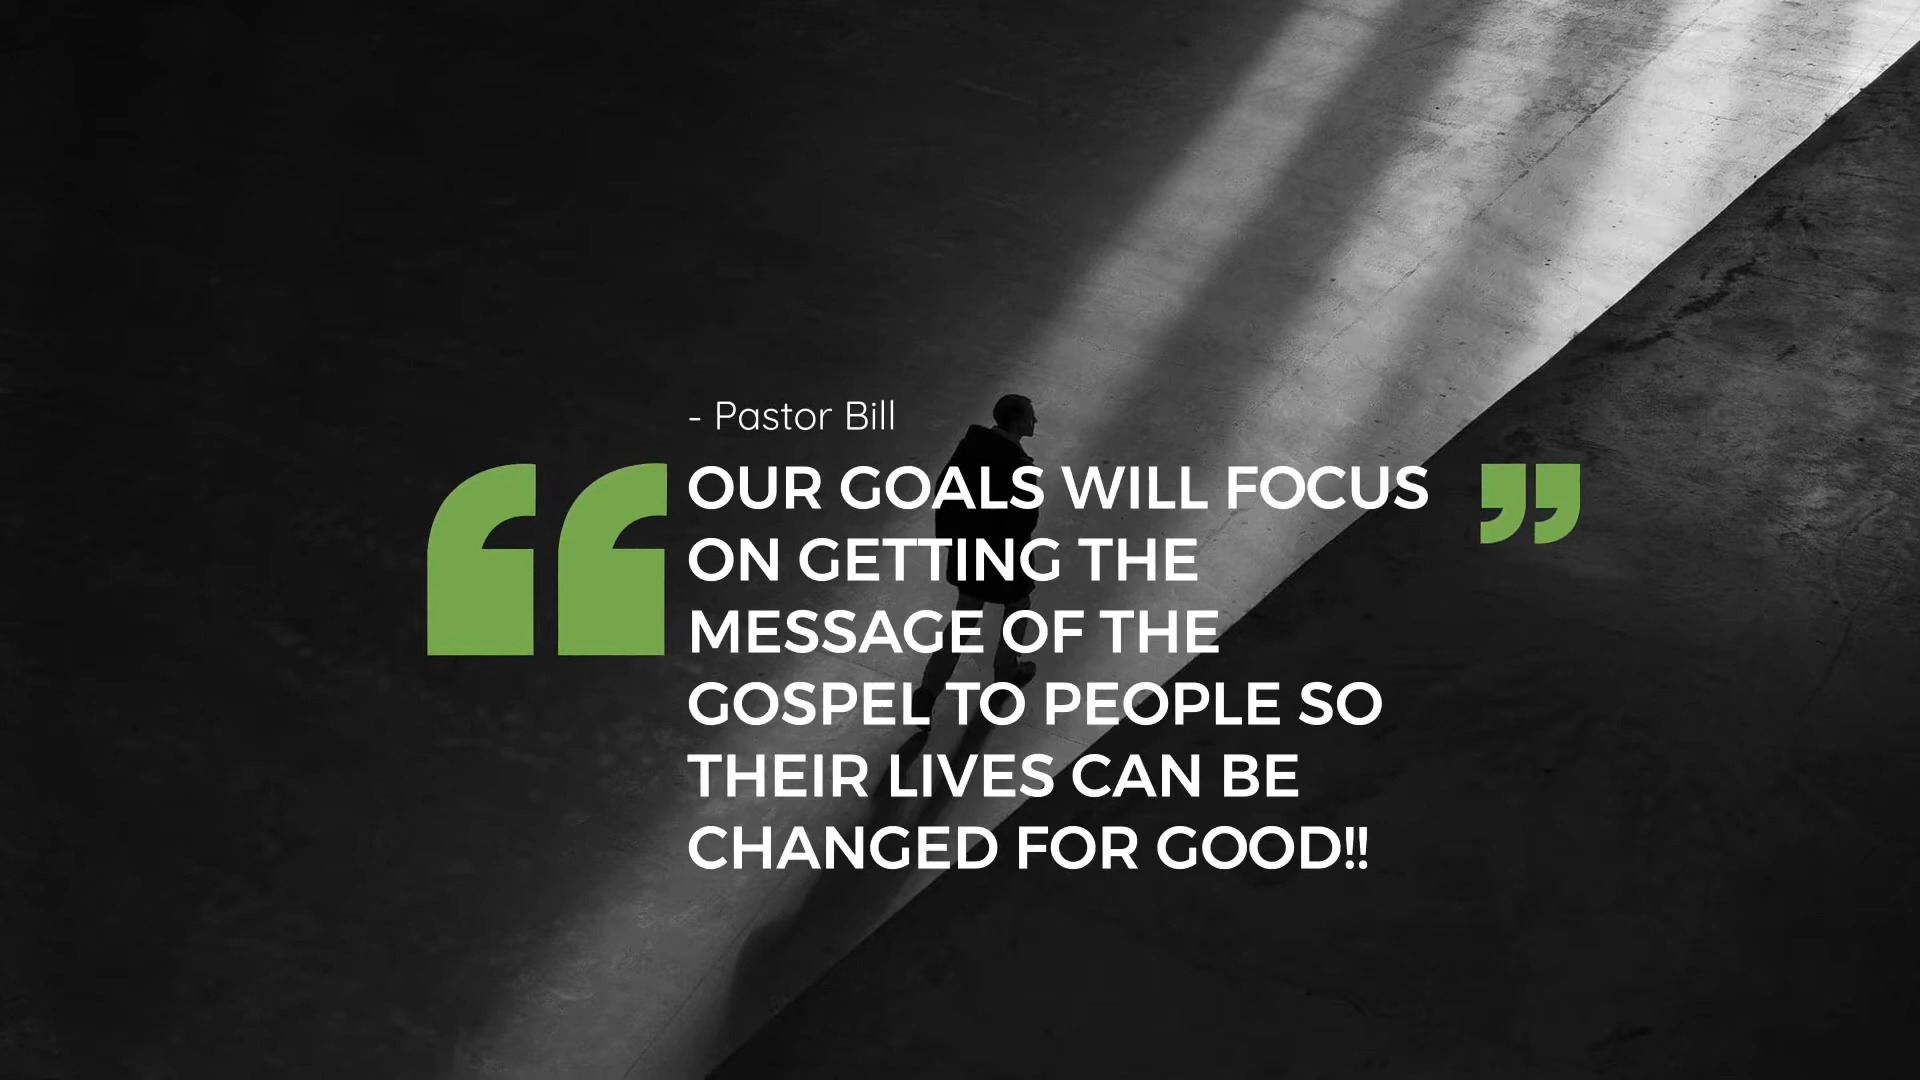 - Pastor Bill
“ OUR GOALS WILL FOCUS ”
ON GETTING THE
MESSAGE OF THE
GOSPEL TO PEOPLE SO
THEIR LIVES CAN BE
CHANGED FOR GOOD!!